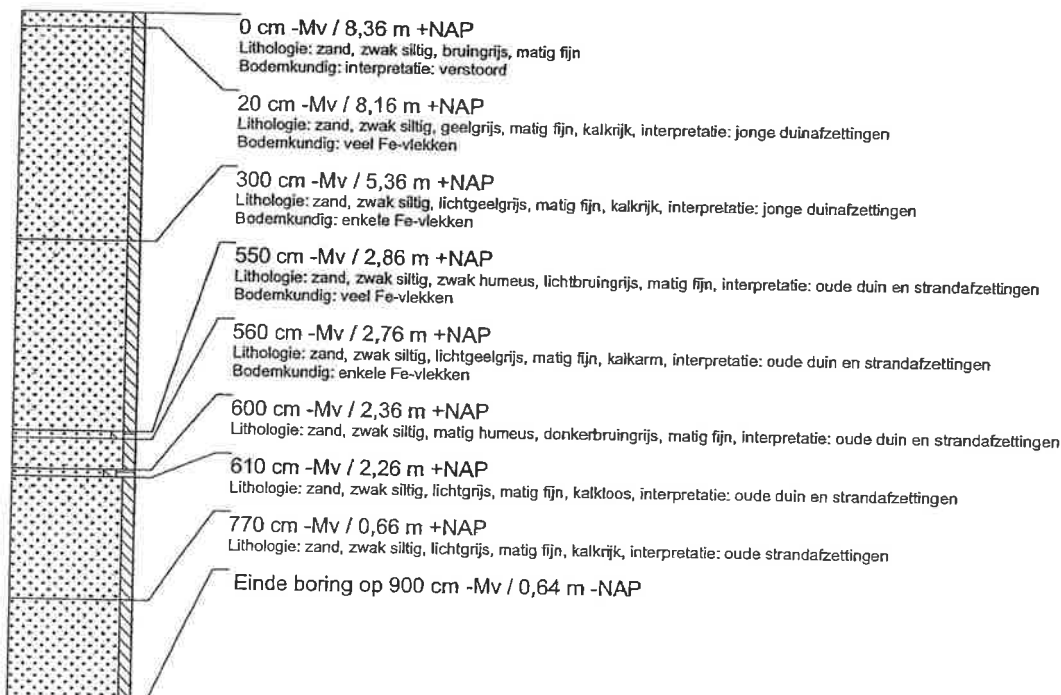 0 cm -Mv / 8,36 m +NAP
Lithologie: zand, zwak siltig, bruingrijs, matig fijn
Bodemkundig: interpretatie: verstoord
20 cm -Mv / 8,16 m +NAP
Lithologie: zand, zwak siltig, geelgrijs, matig fijn, kalkrijk, interpretatie: jonge duinafzettingen
Bodemkundig: veel Fe-vlekken
300 cm -Mv / 5,36 m +NAP
Lithologie: zand, zwak siltig, lichtgeelgrijs, matig fijn, kalkrijk, interpretatie: jonge duinafzettingen
Bodemkundig: enkele Fe-vlekken
550 cm -Mv / 2,86 m +NAP
Lithologie: zand, zwak siltig, zwak humeus, lichtbruingrijs, matig fijn, interpretatie: oude duin en strandafzettingen
Bodemkundig: veel Fe-vlekken
560 cm -Mv / 2,76 m +NAP
Lithologie: zand, zwak siltig, lichtgeelgrijs, matig fijn, kalkarm, interpretatie: oude duin en strandafzettingen
Bodemkundig: enkele Fe-vlekken
600 cm -Mv / 2,36 m +NAP
Lithologie: zand, zwak siltig, matig humeus, donkerbruingrijs, matig fijn, interpretatie: oude duin en strandafzettingen
610 cm -Mv / 2,26 m +NAP
Lithologie: zand, zwak siltig, lichtgrijs, matig fijn, kalkloos, interpretatie: oude duin en strandafzettingen
770 cm -Mv / 0,66 m +NAP
Lithologie: zand, zwak siltig, lichtgrijs, matig fijn, kalkrijk, interpretatie: oude strandafzettingen
Einde boring op 900 cm -Mv / 0,64 m -NAP